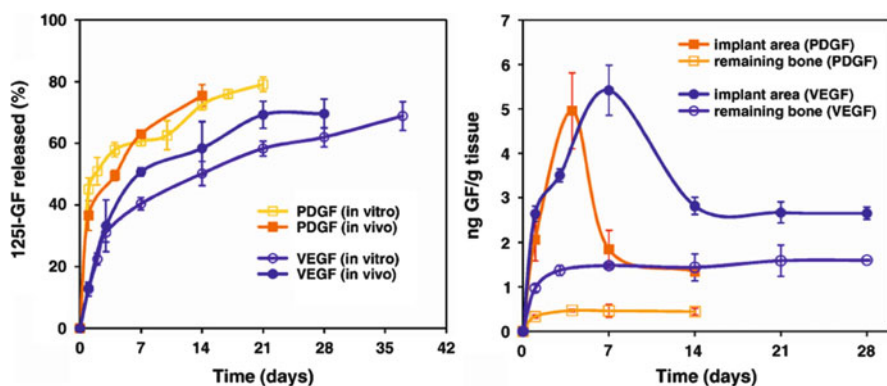 125I-GF released (%)
100
80
60
40
20
0
PDGF (in vitro)
PDGF (in vivo)
VEGF (in vitro)
VEGF (in vivo)
0 7 14 21 28 35 42
Time (days)
ng GF/g tissue
7
6
5
4
3
2
1
0
implant area (PDGF)
remaining bone (PDGF)
implant area (VEGF)
remaining bone (VEGF)
0 7 14 21 28
Time (days)